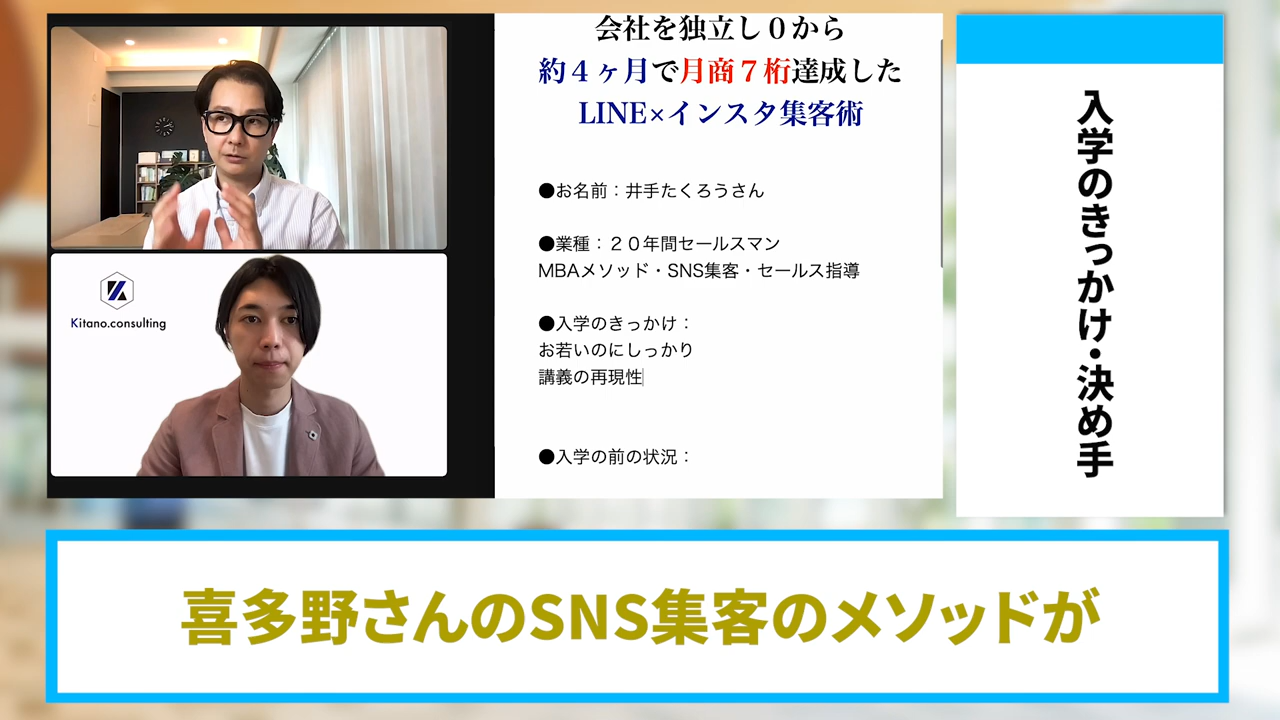 会社を独立し０から
約４ヶ月で月商７桁達成した
LINE×インスタ集客術
●お名前：井手たくろうさん
●業種：２０年間セールスマン
MBAメソッド・SNS集客・セールス指導
●入学のきっかけ：
お若いのにしっかり
講義の再現性
●入学の前の状況：
Kitano.consulting
入学のきっかけ・決め手
喜多野さんのSNS集客のメソッドが